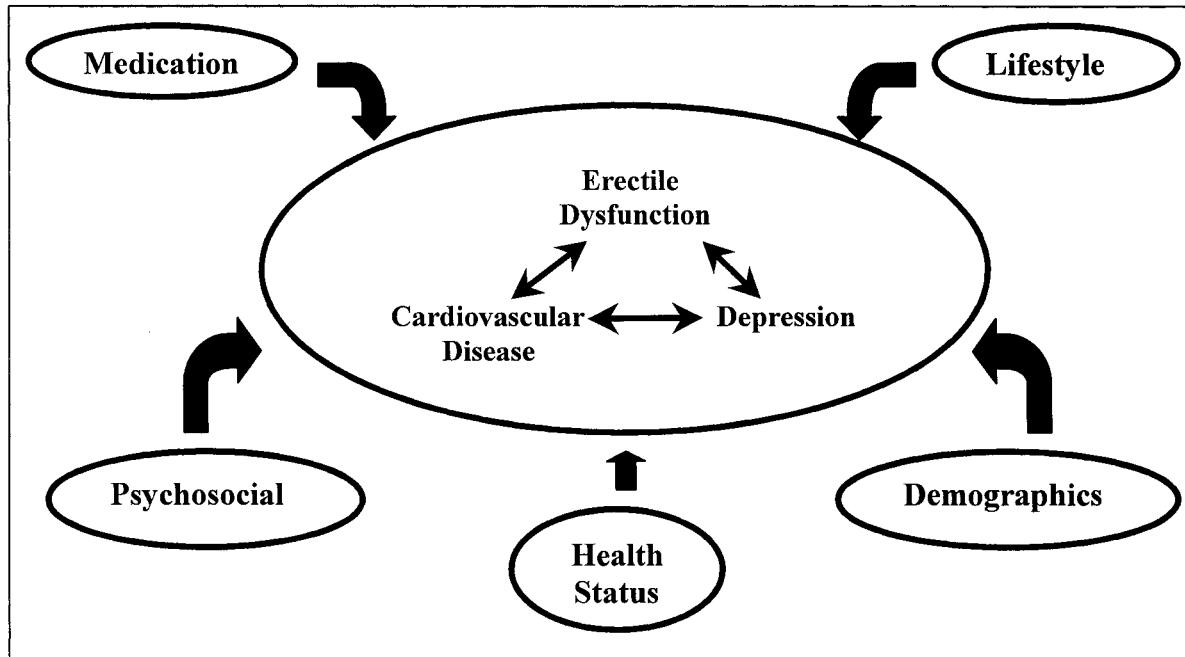 Medication
Lifestyle
Erectile
Dysfunction
Cardiovascular
Disease
Depression
Psychosocial
Demographics
Health
Status